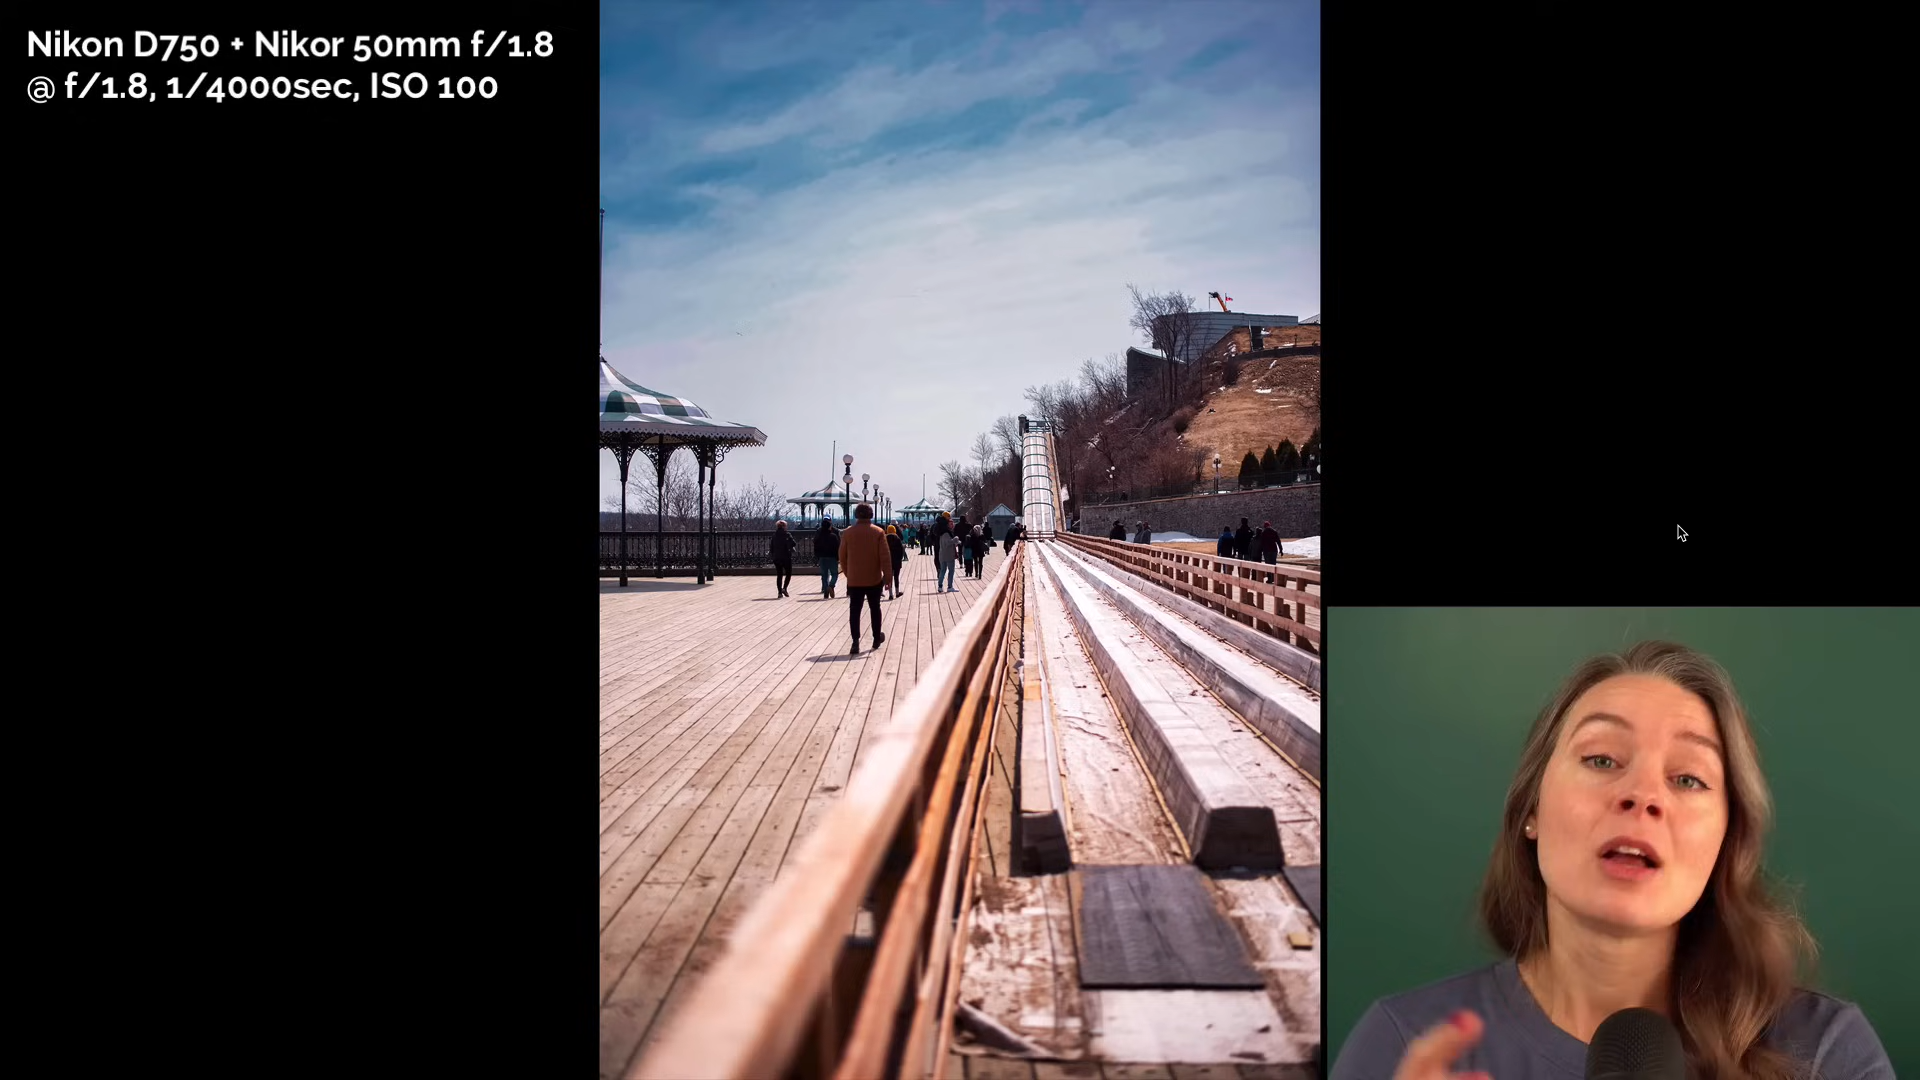 Nikon D750 + Nikor 50mm f/1.8
@ f/1.8, 1/4000sec, ISO 100